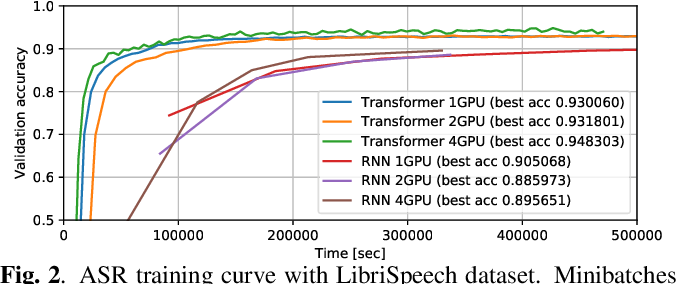 1.0
0.9
0.8
0.7
0.6
0.5
Validation accuracy
Transformer 1GPU (best acc 0.930060)
Transformer 2GPU (best acc 0.931801)
Transformer 4GPU (best acc 0.948303)
RNN 1GPU (best acc 0.905068)
RNN 2GPU (best acc 0.885973)
RNN 4GPU (best acc 0.895651)
0 100000 200000 300000 400000 500000
Time [sec]
Fig. 2. ASR training curve with LibriSpeech dataset. Minibatches